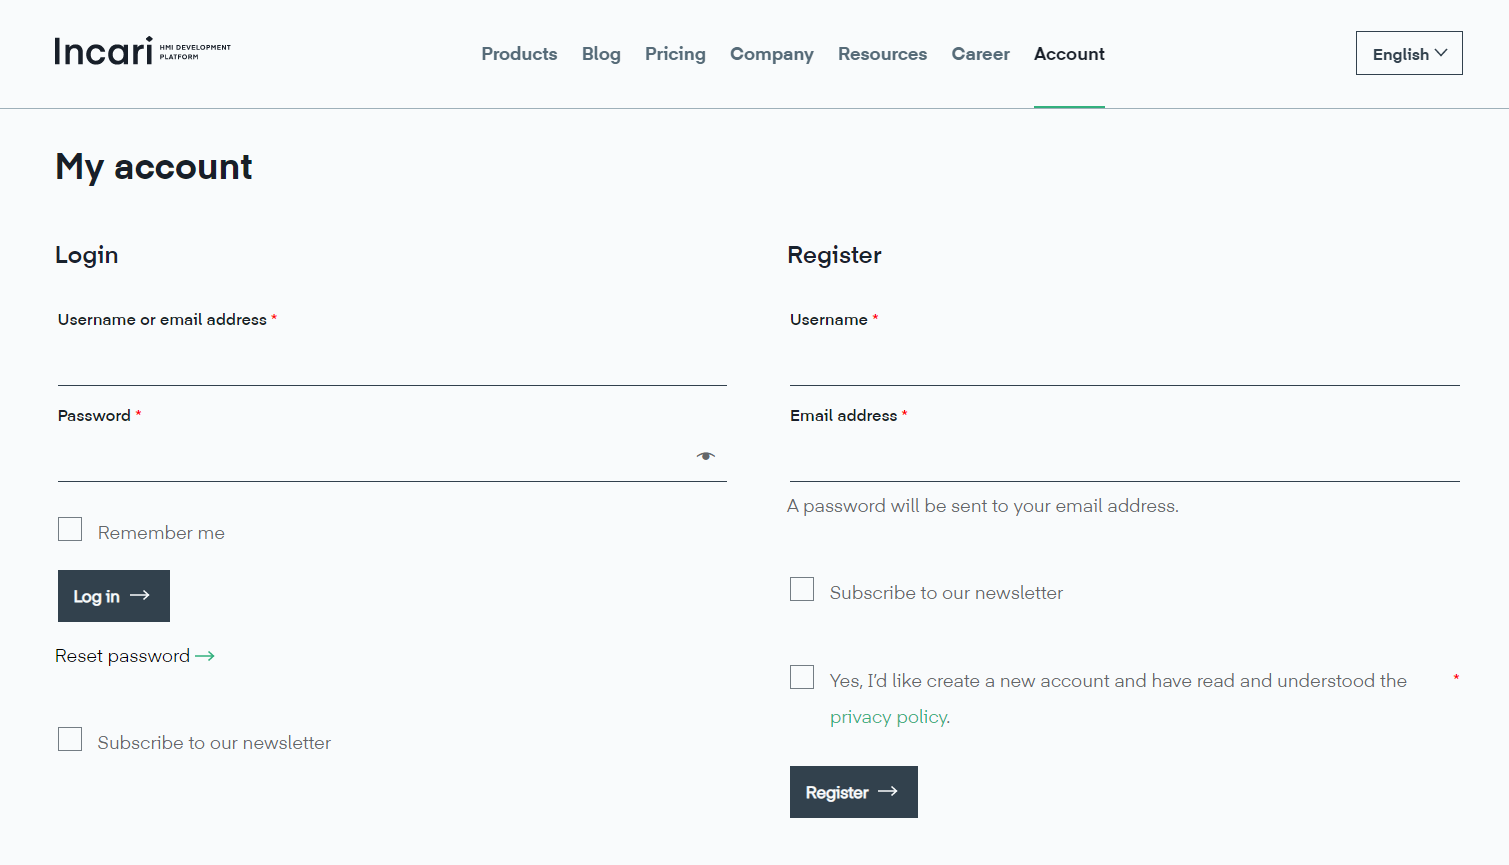 Incari HMI DEVELOPMENT
PLATFORM
Products Blog Pricing Company Resources Career Account
English
My account
Login
Username or email address *
Password *
Remember me
Log in
Reset password
Subscribe to our newsletter
Register
Username *
Email address *
A password will be sent to your email address.
Subscribe to our newsletter
Yes, I'd like create a new account and have read and understood the *
privacy policy.
Register